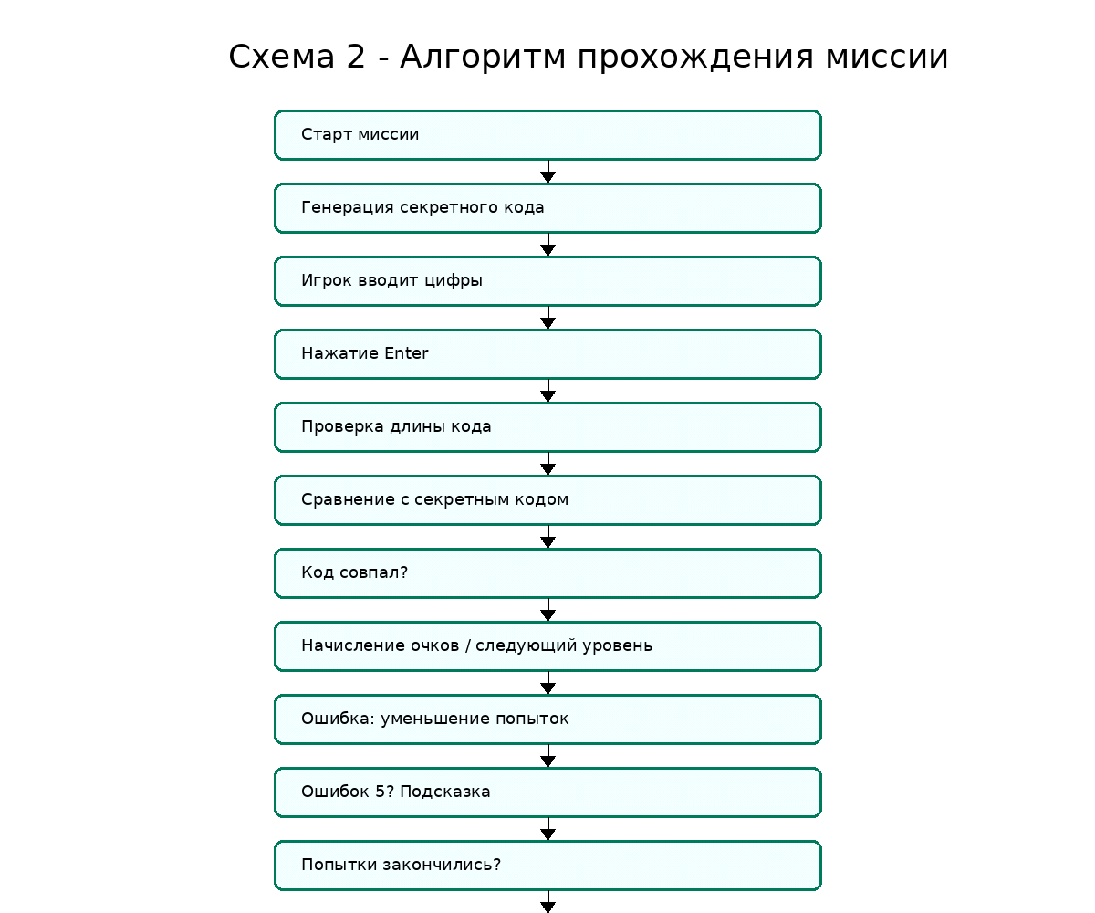 Схема 2 - Алгоритм прохождения миссии
Старт миссии
Генерация секретного кода
Игрок вводит цифры
Нажатие Enter
Проверка длины кода
Сравнение с секретным кодом
Код совпал?
Начисление очков / следующий уровень
Ошибка: уменьшение попыток
Ошибок 5? Подсказка
Попытки закончились?